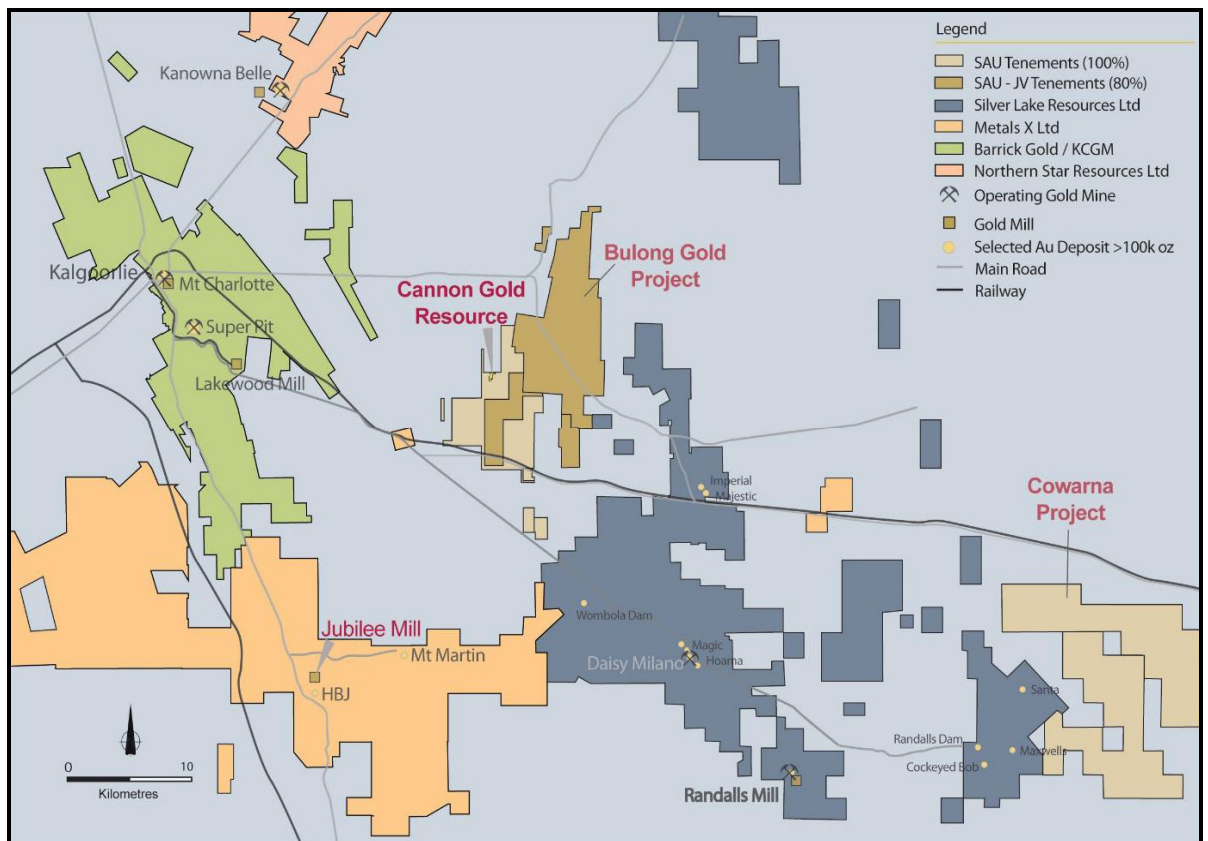 Legend
SAU Tenements (100%)
SAU - JV Tenements (80%)
Silver Lake Resources Ltd
Metals X Ltd
Barrick Gold / KCGM
Northern Star Resources Ltd
Operating Gold Mine
Gold Mill
Selected Au Deposit >100k oz
Main Road
Railway
Kanowna Belle
Kalgoorlie
Mt Charlotte
Super Pit
Lakewood Mill
Cannon Gold
Resource
Bulong Gold
Project
Imperial
Majestic
Cowarna
Project
Wombola Dam
Jubilee Mill
Mt Martin
HBJ
Magic
Daisy Milano
Hoama
Santa
Randalls Dam
Maxwells
Cockeyed Bob
Randalls Mill
0
10
Kilometres